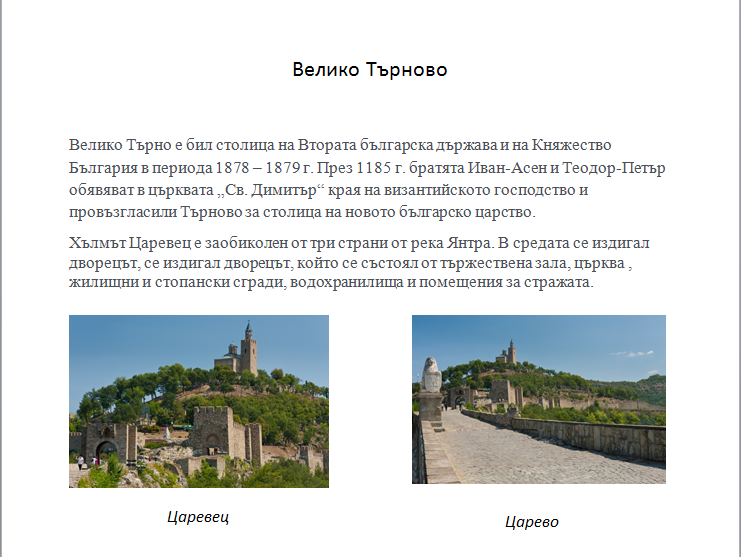 Велико Търново
Велико Търно е бил столица на Втората българска държава и на Княжество
България в периода 1878 – 1879 г. През 1185 г. братята Иван-Асен и Теодор-Петър
обявяват в църквата „Св. Димитър“ края на византийското господство и
провъзгласили Търново за столица на новото българско царство.
Хълмът Царевец е заобиколен от три страни от река Янтра. В средата се издигал
дворецът, се издигал дворецът, който се състоял от тържествена зала, църква ,
жилищни и стопански сгради, водохранилища и помещения за стражата.
Царевец
Царево